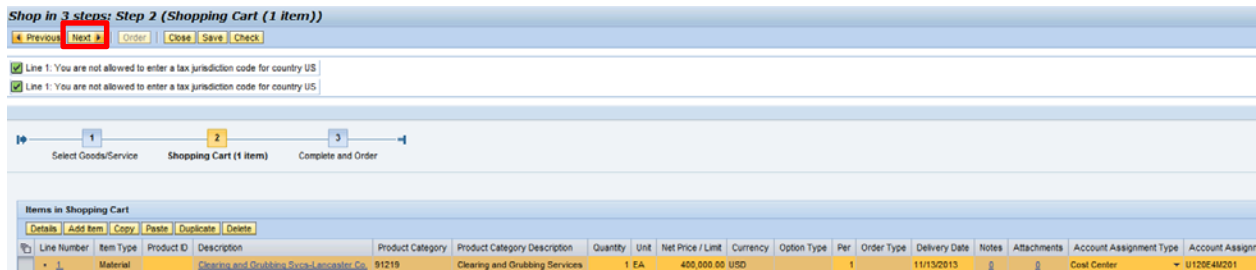 Shop in 3 steps: Step 2 (Shopping Cart (1 item))
Previous Next Order Close Save Check
Line 1: You are not allowed to enter a tax jurisdiction code for country US
Line 1: You are not allowed to enter a tax jurisdiction code for country US
1 2 3
Select Goods/Service Shopping Cart (1 item) Complete and Order
Items in Shopping Cart
Details Add Item Copy Paste Duplicate Delete
Line Number Item Type Product ID Description Product Category Product Category Description Quantity Unit Net Price / Limit Currency Option Type Per Order Type Delivery Date Notes Attachments Account Assignment Type Account Assignm
1 Material Clearing and Grubbing Svcs-Lancaster Co. 91219 Clearing and Grubbing Services 1 EA 400,000.00 USD 1 11/13/2013 0 0 Cost Center U120E4M201